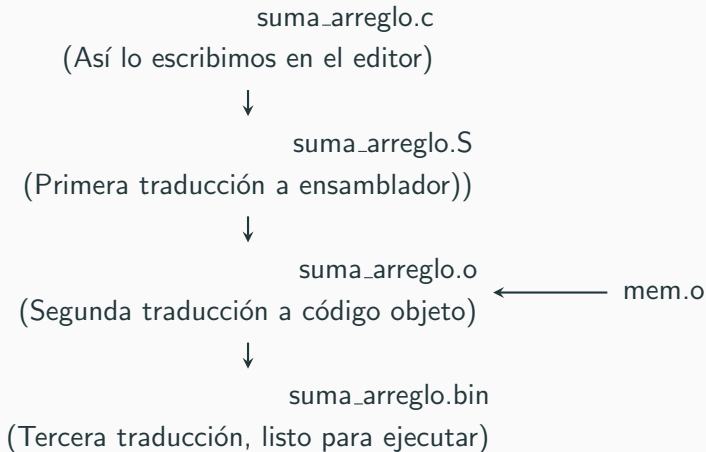 suma_arreglo.c
(Así lo escribimos en el editor)
suma_arreglo.S
(Primera traducción a ensamblador))
suma_arreglo.o
(Segunda traducción a código objeto)
mem.o
suma_arreglo.bin
(Tercera traducción, listo para ejecutar)